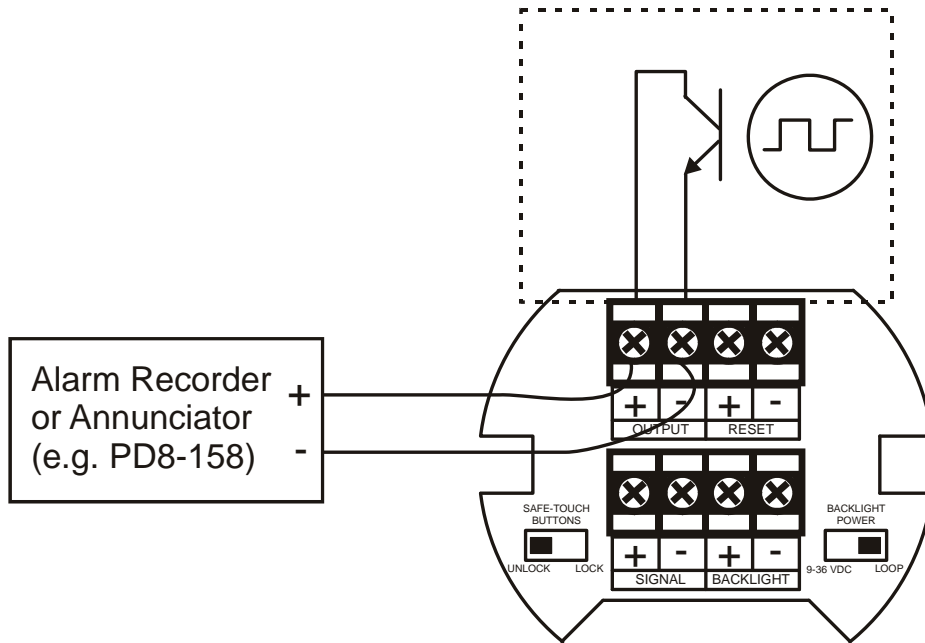 Alarm Recorder
or Annunciator
(e.g. PD8-158)
+
-
+ - + -
OUTPUT RESET
SAFE-TOUCH
BUTTONS
UNLOCK LOCK
+ - + -
SIGNAL BACKLIGHT
BACKLIGHT
POWER
9-36 VDC LOOP